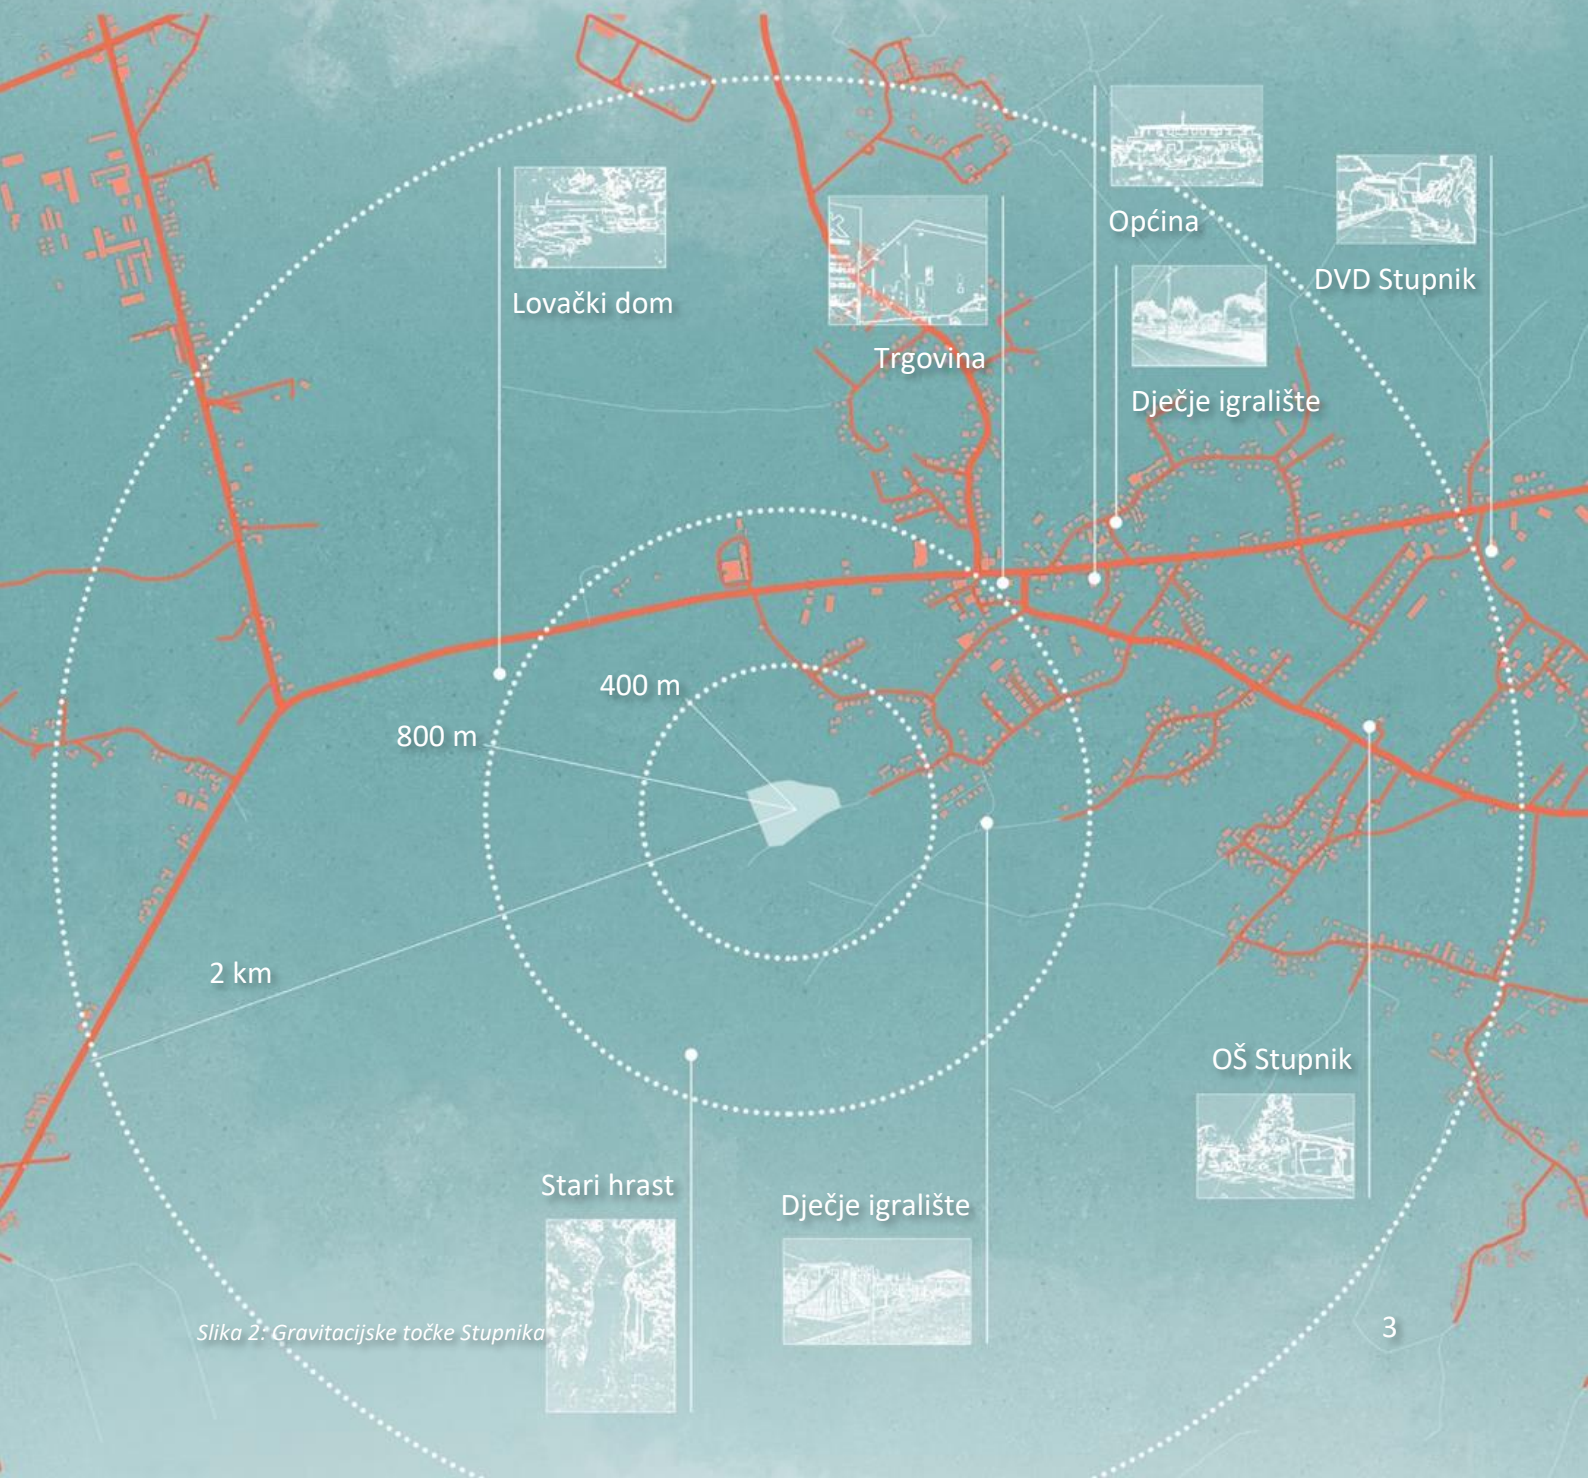 Općina
DVD Stupnik
Lovački dom
Trgovina
Dječje igralište
400 m
800 m
2 km
OŠ Stupnik
Stari hrast
Dječje igralište
Slika 2: Gravitacijske točke Stupnika
3